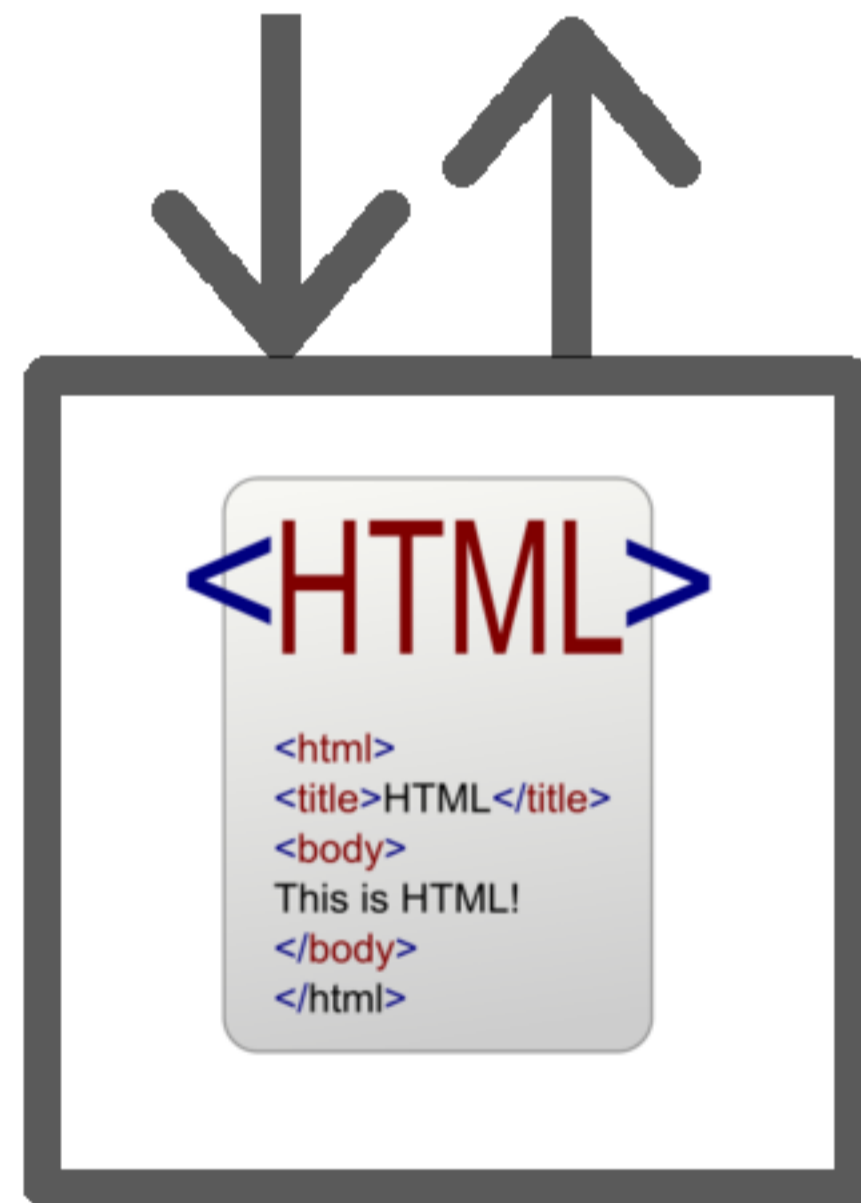 <HTML>
<html>
<title>HTML</title>
<body>
This is HTML!
</body>
</html>